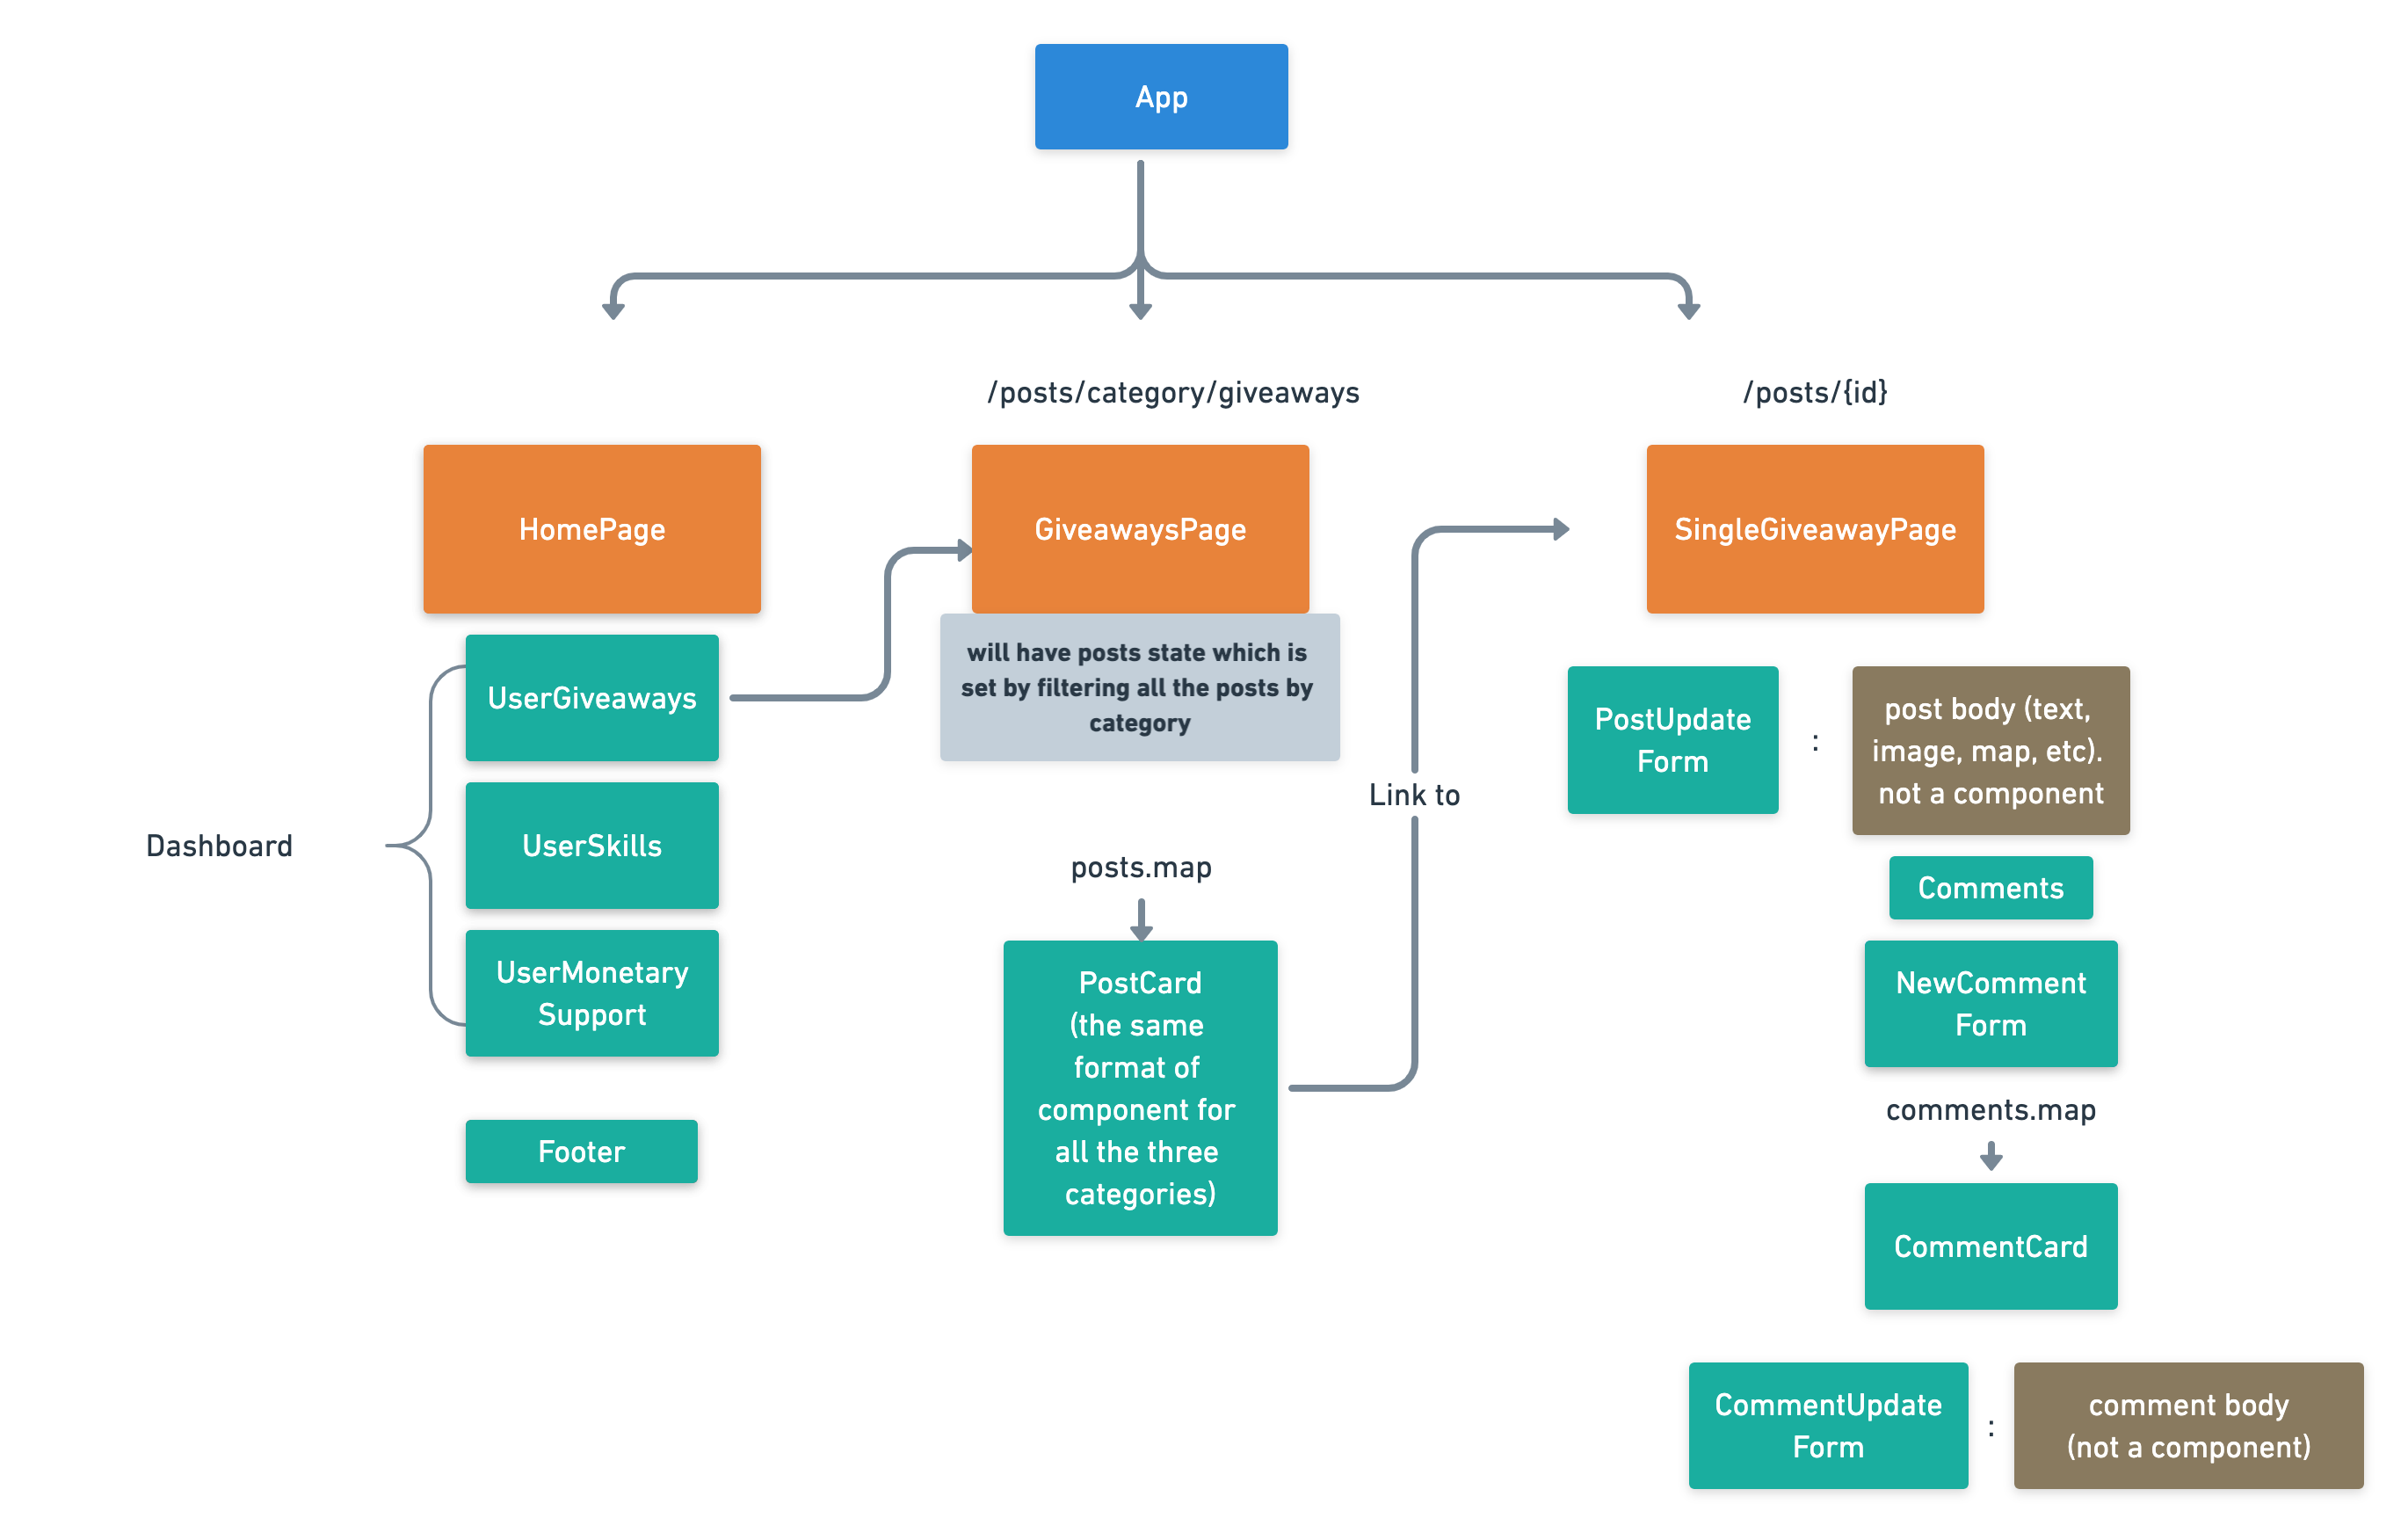 App
/posts/category/giveaways
/posts/{id}
HomePage
GiveawaysPage
SingleGiveawayPage
will have posts state which is
set by filtering all the posts by
category
UserGiveaways
UserSkills
UserMonetary
Support
Dashboard
Footer
posts.map
PostCard
(the same
format of
component for
all the three
categories)
Link to
PostUpdate
Form
:
post body (text,
image, map, etc).
not a component
Comments
NewComment
Form
comments.map
CommentCard
CommentUpdate
Form
:
comment body
(not a component)